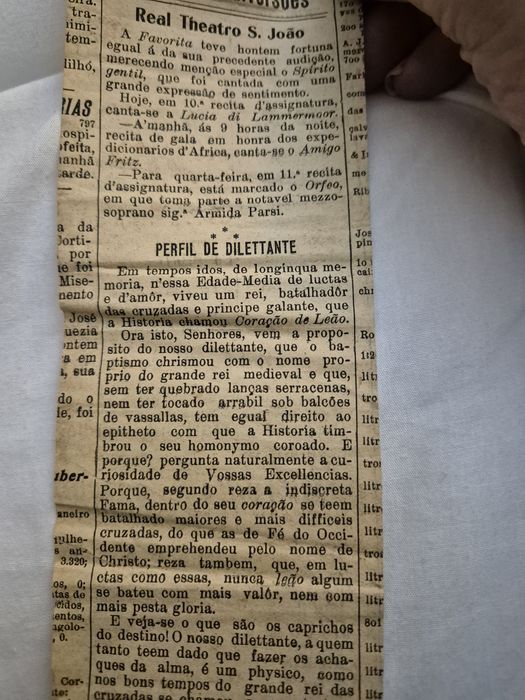 Real Theatro S. João
A Favorita teve hontem fortuna
egual á da sua precedente audição,
merecendo menção especial o Spirito
gentil, que foi cantada com uma
grande expressão de sentimento.
Hoje, em 10.ª recita d'assignatura,
canta-se a Lucia di Lammermoor.
—A'manhã, ás 9 horas da noite,
recita de gala em honra dos expe-
dicionarios d'Africa, canta-se o Amigo
Fritz.
—Para quarta-feira, em 11.ª recita
d'assignatura, está marcado o Orfeo,
em que toma parte a notavel mezzo-
soprano sig.ª Armida Parsi.
* * *
PERFIL DE DILETTANTE
Em tempos idos, de longinqua me-
moria, n'essa Edade-Media de luctas
e d'amôr, viveu um rei, batalhadôr
das cruzadas e principe galante, que
a Historia chamou Coração de Leão.
Ora isto, Senhores, vem a propo-
sito do nosso dilettante, que o ba-
ptismo chrismou com o nome pro-
prio do grande rei medieval e que,
sem ter quebrado lanças serracenas,
nem ter tocado arrabil sob balcões
de vassallas, tem egual direito ao
epitheto com que a Historia tim-
brou o seu homonymo coroado. E
porque? pergunta naturalmente a cu-
riosidade de Vossas Excellencias.
Porque, segundo reza a indiscreta
Fama, dentro do seu coração se teem
batalhado maiores e mais difficeis
cruzadas, do que as de Fé do Occi-
dente emprehendeu pelo nome de
Christo; reza tambem, que, em lu-
ctas como essas, nunca leão algum
se bateu com mais valôr, nem com
mais pesta gloria.
E veja-se o que são os caprichos
do destino! O nosso dilettante, a quem
tanto teem dado que fazer os acha-
ques da alma, é um physico, como
nos bons tempos do grande rei das